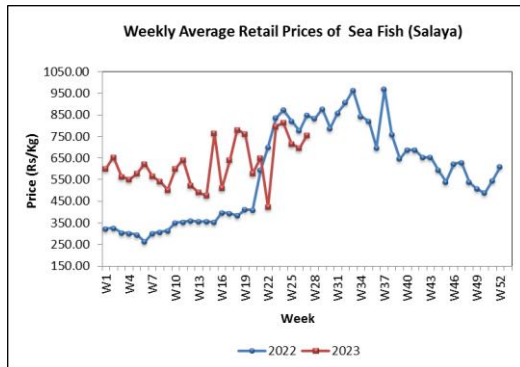 Weekly Average Retail Prices of Sea Fish (Salaya)
1050.00
950.00
850.00
750.00
650.00
550.00
450.00
350.00
250.00
150.00
Price (Rs/Kg)
W1
W4
W7
W10
W13
W16
W19
W22
W25
W28
W31
W34
W37
W40
W43
W46
W49
W52
Week
2022
2023